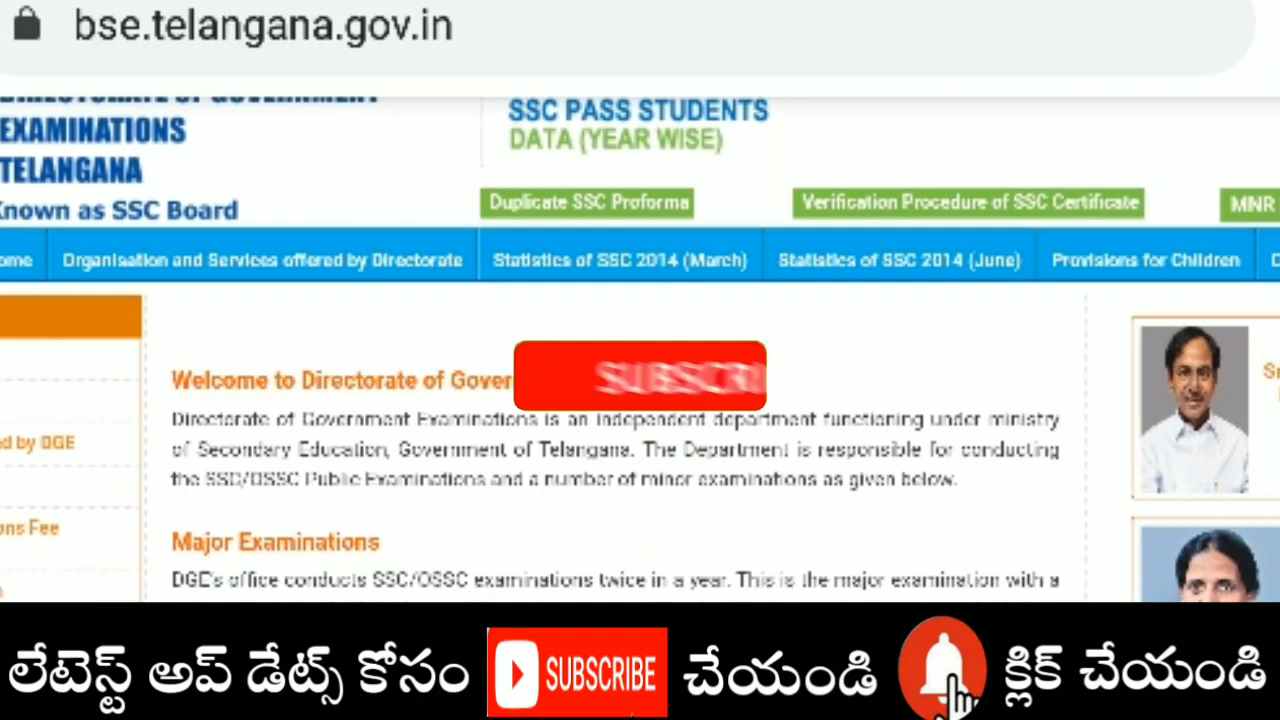 bse.telangana.gov.in
DIRECTORATE OF GOVERNMENT
EXAMINATIONS
TELANGANA
Known as SSC Board
SSC PASS STUDENTS
DATA (YEAR WISE)
Duplicate SSC Proforma
Verification Procedure of SSC Certificate
MNR
ome
Organisation and Services offered by Directorate
Statistics of SSC 2014 (March)
Statistics of SSC 2014 (June)
Provisions for Children
ed by DGE
ons Fee
Welcome to Directorate of Gover
SUBSCRI
Directorate of Government Examinations is an independent department functioning under ministry
of Secondary Education, Government of Telangana. The Department is responsible for conducting
the SSC/OSSC Public Examinations and a number of minor examinations as given below.
Major Examinations
DGE's office conducts SSC/OSSC examinations twice in a year. This is the major examination with a
లేటెస్ట్ అప్ డేట్స్ కోసం SUBSCRIBE చేయండి క్లిక్ చేయండి